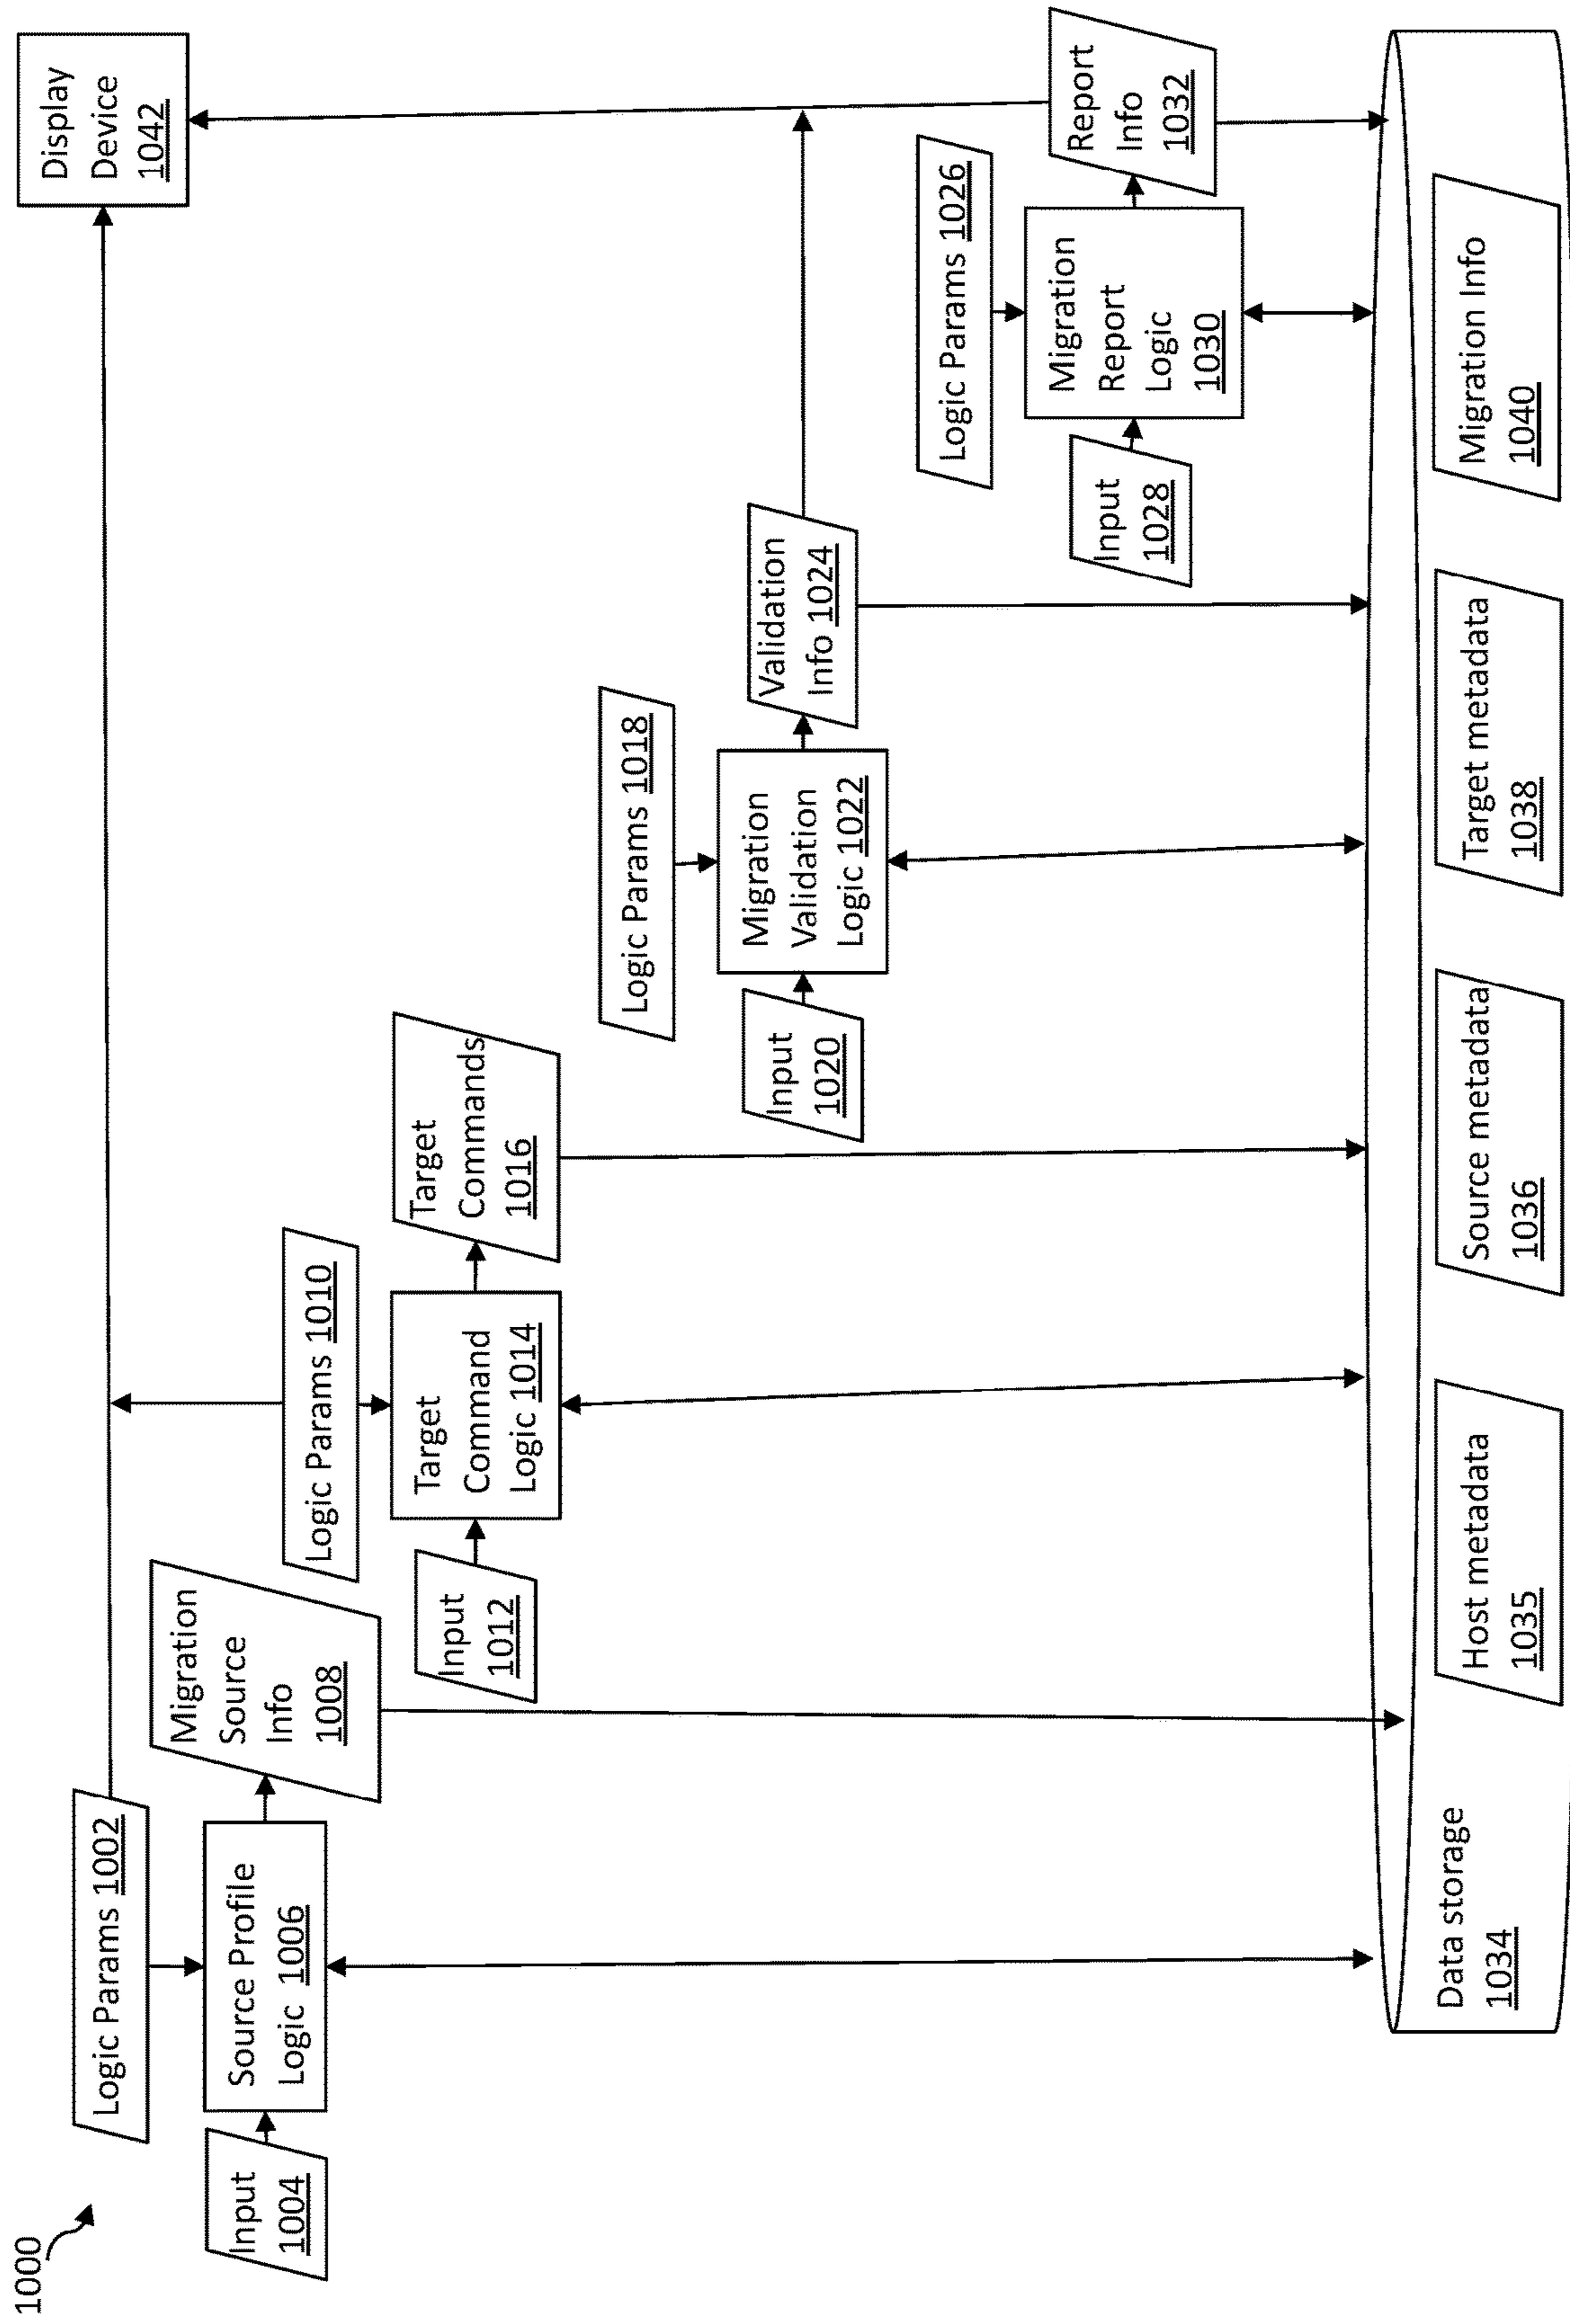 1000
Logic Params 1002
Input
1004
Source Profile
Logic 1006
Migration
Source
Info
1008
Logic Params 1010
Input
1012
Target
Command
Logic 1014
Target
Commands
1016
Logic Params 1018
Input
1020
Migration
Validation
Logic 1022
Validation
Info 1024
Logic Params 1026
Input
1028
Migration
Report
Logic
1030
Report
Info
1032
Display
Device
1042
Data storage
1034
Host metadata
1035
Source metadata
1036
Target metadata
1038
Migration Info
1040